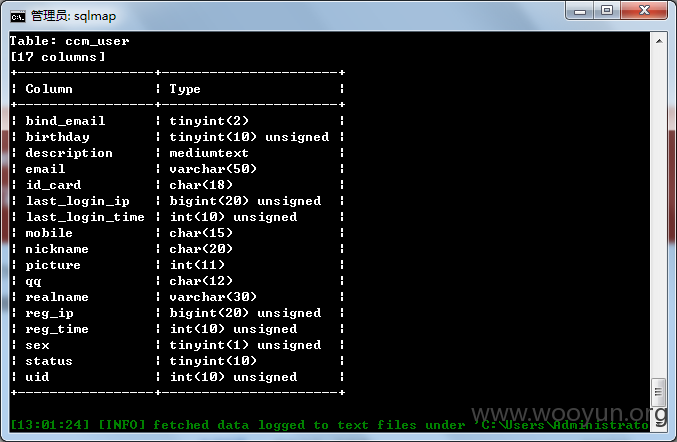 管理员: sqlmap
Table: ccm_user
[17 columns]
+-----------------+----------------------+
| Column | Type |
+-----------------+----------------------+
| bind_email | tinyint(2) |
| birthday | tinyint(10) unsigned |
| description | mediumtext |
| email | varchar(50) |
| id_card | char(18) |
| last_login_ip | bigint(20) unsigned |
| last_login_time | int(10) unsigned |
| mobile | char(15) |
| nickname | char(20) |
| picture | int(11) |
| qq | char(12) |
| realname | varchar(30) |
| reg_ip | bigint(20) unsigned |
| reg_time | int(10) unsigned |
| sex | tinyint(1) unsigned |
| status | tinyint(10) |
| uid | int(10) unsigned |
+-----------------+----------------------+
[13:01:24] [INFO] fetched data logged to text files under 'C:\Users\Administrato
www.wooyun.org